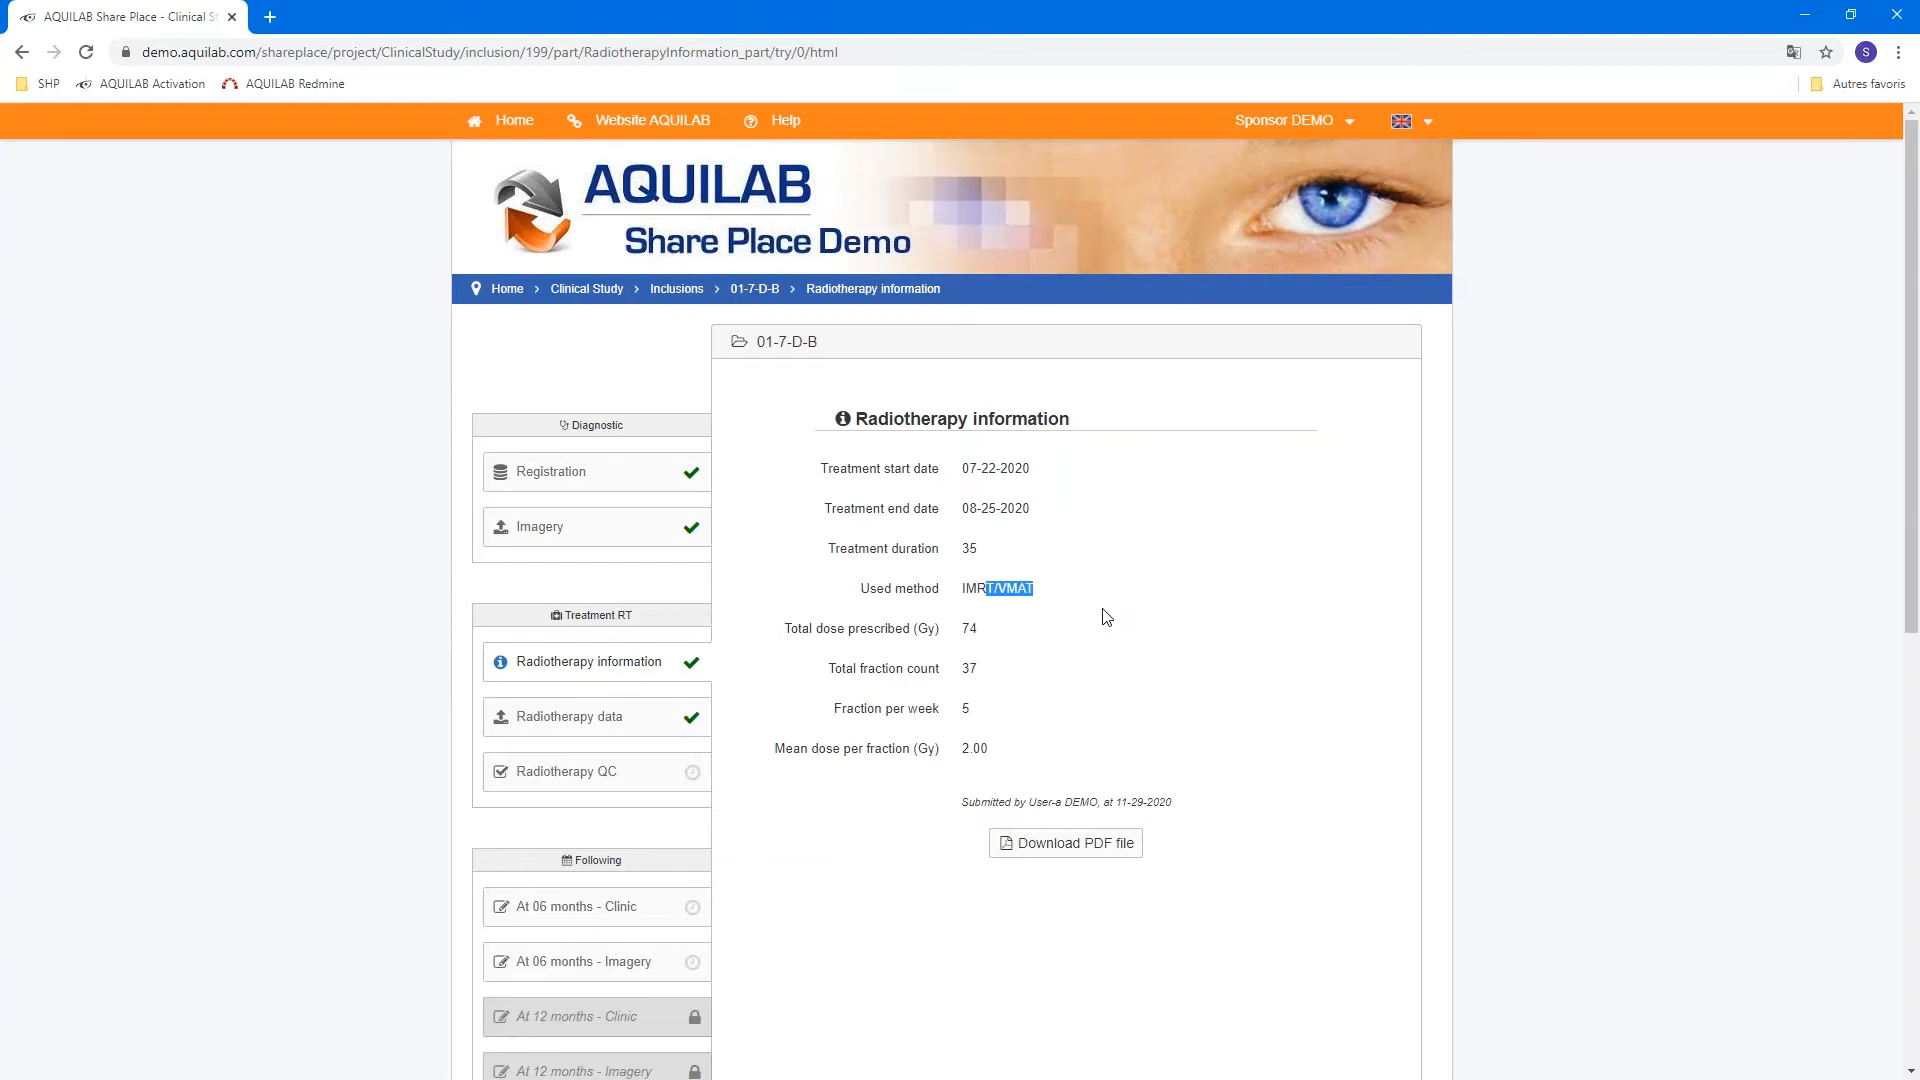 AQUILAB Share Place - Clinical St
demo.aquilab.com/shareplace/project/ClinicalStudy/inclusion/199/part/RadiotherapyInformation_part/try/0/html
S
SHP AQUILAB Activation AQUILAB Redmine Autres favoris
Home Website AQUILAB Help Sponsor DEMO
AQUILAB
Share Place Demo
Home › Clinical Study › Inclusions › 01-7-D-B › Radiotherapy information
01-7-D-B
Diagnostic
Registration
Imagery
Treatment RT
Radiotherapy information
Radiotherapy data
Radiotherapy QC
Following
At 06 months - Clinic
At 06 months - Imagery
At 12 months - Clinic
At 12 months - Imagery
Radiotherapy information
Treatment start date 07-22-2020
Treatment end date 08-25-2020
Treatment duration 35
Used method IMRT/VMAT
Total dose prescribed (Gy) 74
Total fraction count 37
Fraction per week 5
Mean dose per fraction (Gy) 2.00
Submitted by User-a DEMO, at 11-29-2020
Download PDF file